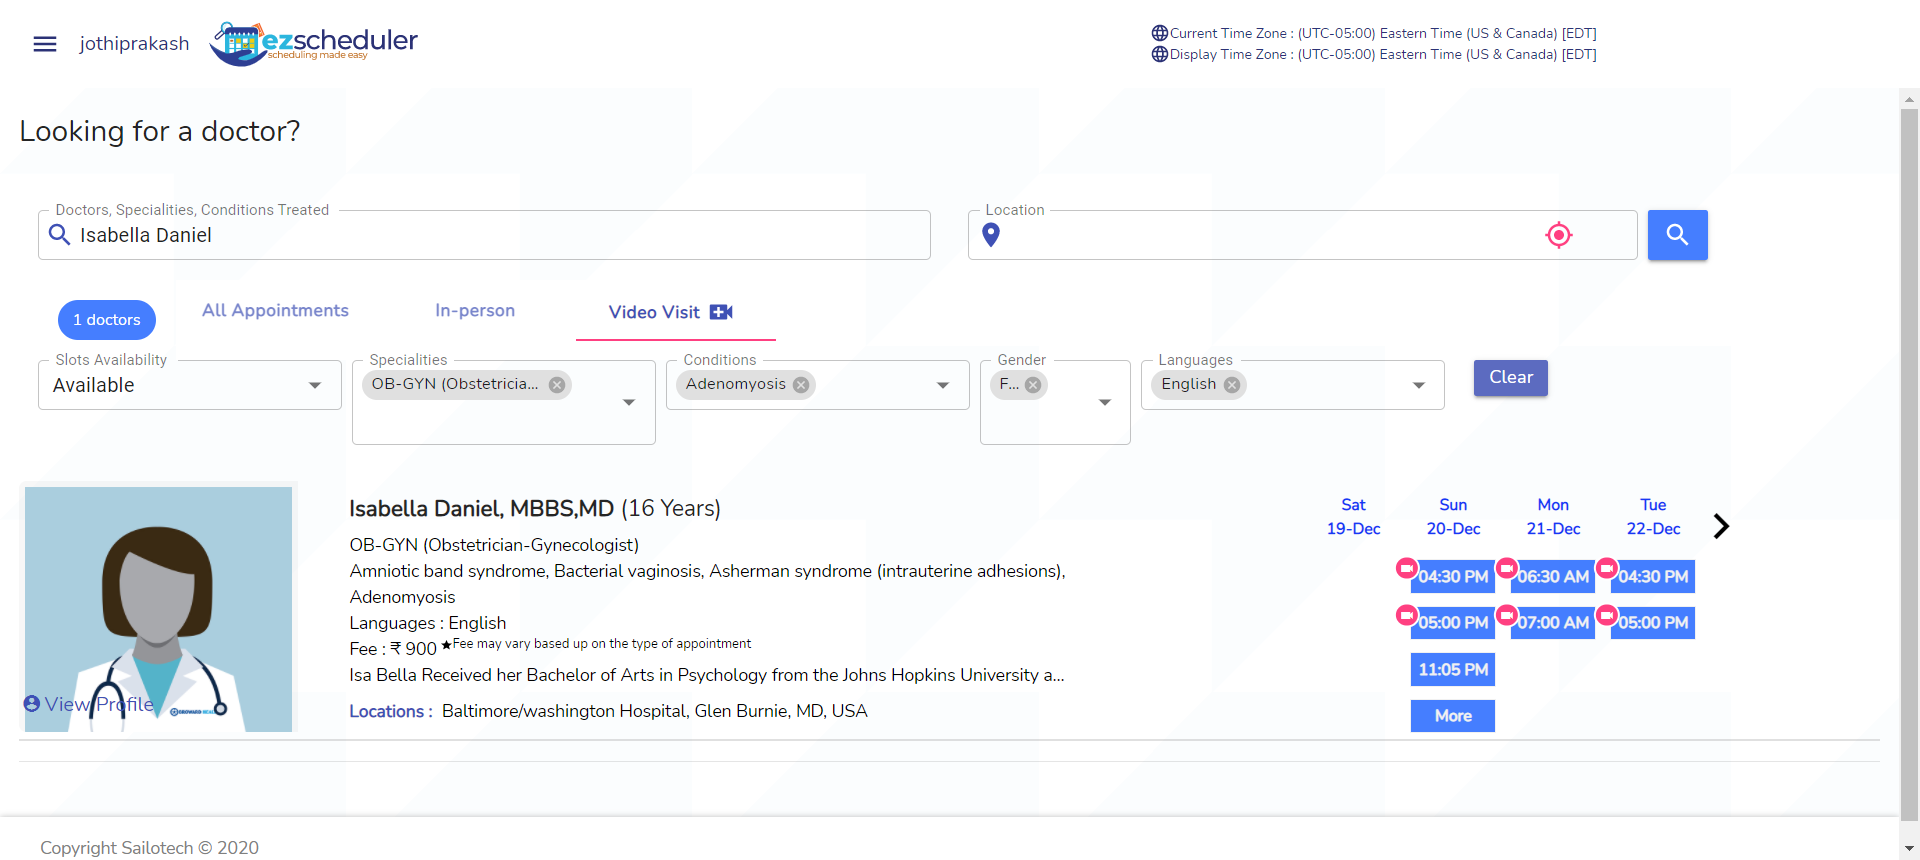 jothiprakash
ezscheduler
scheduling made easy
Current Time Zone : (UTC-05:00) Eastern Time (US & Canada) [EDT]
Display Time Zone : (UTC-05:00) Eastern Time (US & Canada) [EDT]
Looking for a doctor?
Doctors, Specialities, Conditions Treated
Isabella Daniel
Location
1 doctors
All Appointments
In-person
Video Visit
Slots Availability
Available
Specialities
OB-GYN (Obstetricia...
Conditions
Adenomyosis
Gender
F...
Languages
English
Clear
Isabella Daniel, MBBS,MD (16 Years)
OB-GYN (Obstetrician-Gynecologist)
Amniotic band syndrome, Bacterial vaginosis, Asherman syndrome (intrauterine adhesions),
Adenomyosis
Languages : English
Fee : ₹ 900 ★Fee may vary based up on the type of appointment
Isa Bella Received her Bachelor of Arts in Psychology from the Johns Hopkins University a...
Locations : Baltimore/washington Hospital, Glen Burnie, MD, USA
View Profile
Sat Sun Mon Tue
19-Dec 20-Dec 21-Dec 22-Dec
04:30 PM 06:30 AM 04:30 PM
05:00 PM 07:00 AM 05:00 PM
11:05 PM
More
Copyright Sailotech © 2020